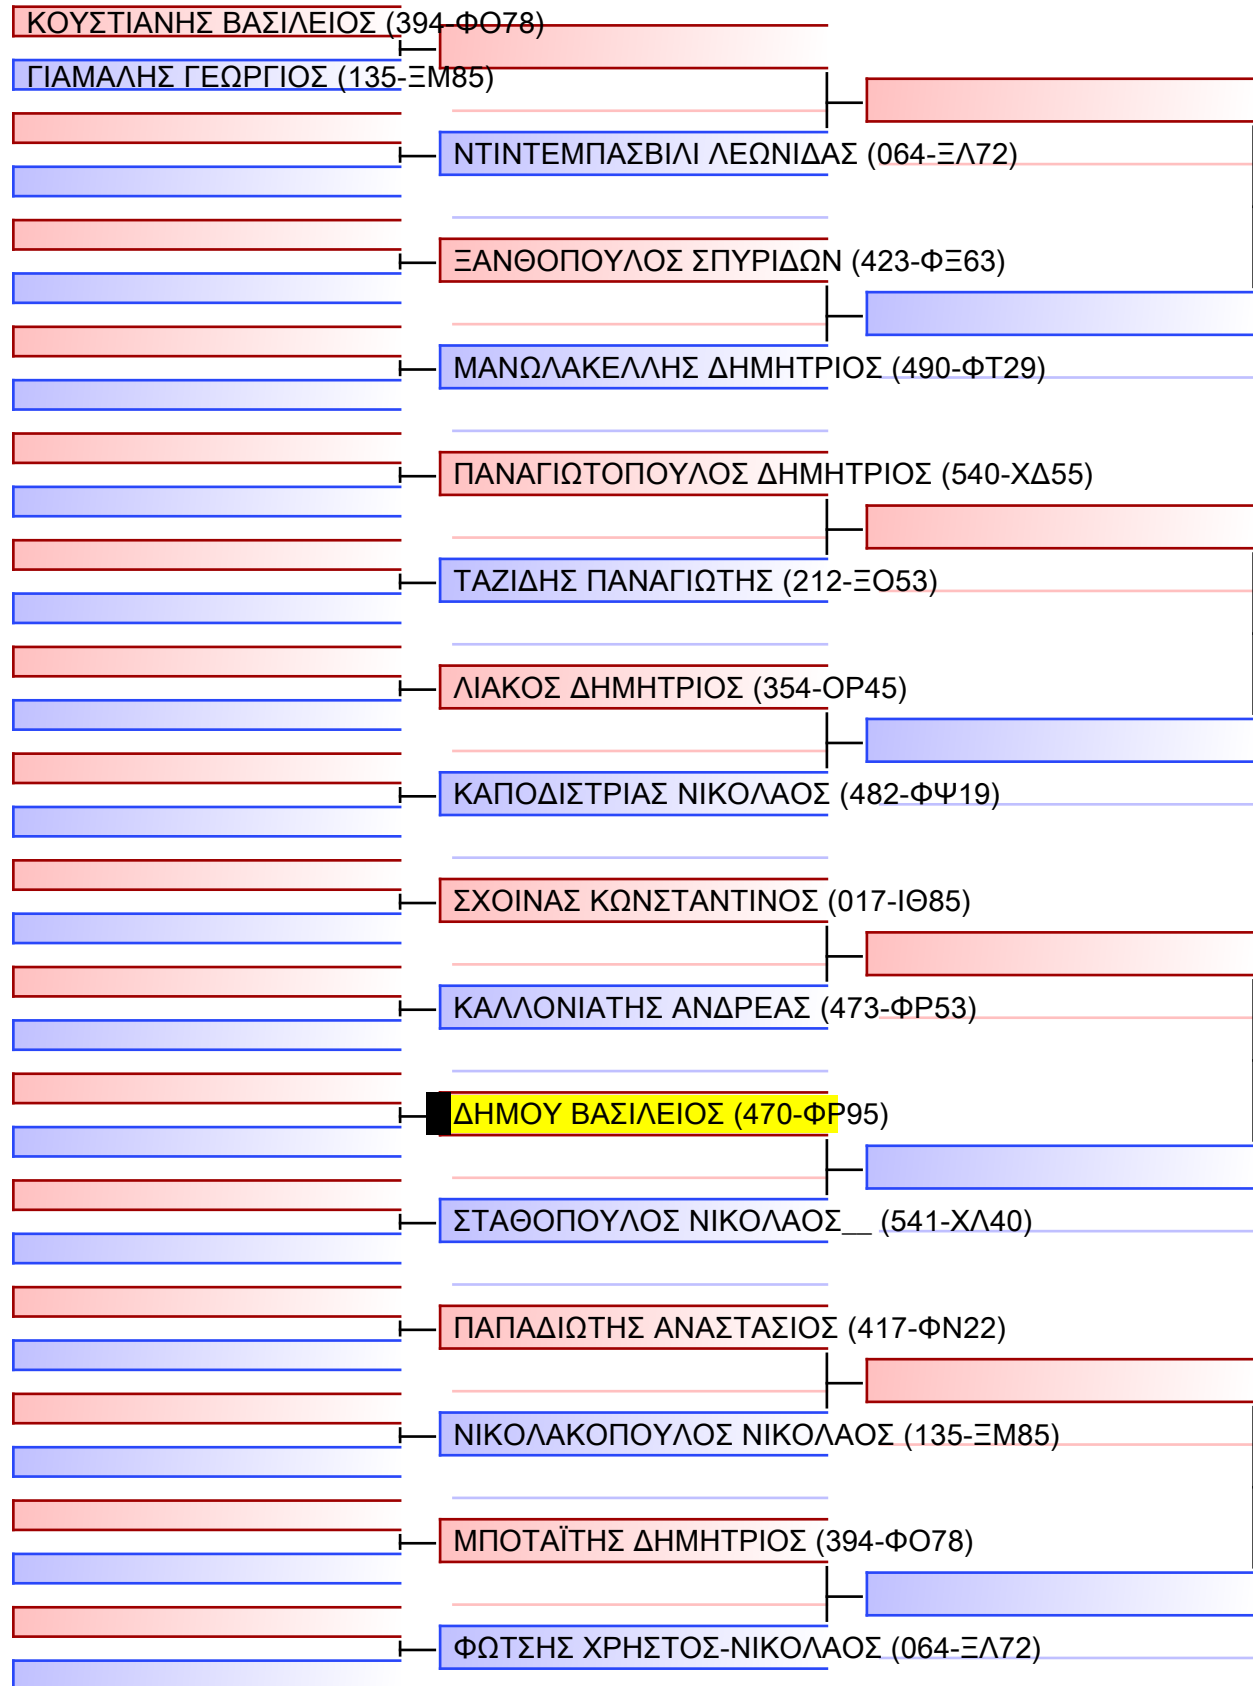 ΚΟΥΣΤΙΑΝΗΣ ΒΑΣΙΛΕΙΟΣ (394-ΦΟ78)
ΓΙΑΜΑΛΗΣ ΓΕΩΡΓΙΟΣ (135-ΞΜ85)
ΝΤΙΝΤΕΜΠΑΣΒΙΛΙ ΛΕΩΝΙΔΑΣ (064-ΞΛ72)
ΞΑΝΘΟΠΟΥΛΟΣ ΣΠΥΡΙΔΩΝ (423-ΦΞ63)
ΜΑΝΩΛΑΚΕΛΛΗΣ ΔΗΜΗΤΡΙΟΣ (490-ΦΤ29)
ΠΑΝΑΓΙΩΤΟΠΟΥΛΟΣ ΔΗΜΗΤΡΙΟΣ (540-ΧΔ55)
ΤΑΖΙΔΗΣ ΠΑΝΑΓΙΩΤΗΣ (212-ΞΟ53)
ΛΙΑΚΟΣ ΔΗΜΗΤΡΙΟΣ (354-ΟΡ45)
ΚΑΠΟΔΙΣΤΡΙΑΣ ΝΙΚΟΛΑΟΣ (482-ΦΨ19)
ΣΧΟΙΝΑΣ ΚΩΝΣΤΑΝΤΙΝΟΣ (017-ΙΘ85)
ΚΑΛΛΟΝΙΑΤΗΣ ΑΝΔΡΕΑΣ (473-ΦΡ53)
ΔΗΜΟΥ ΒΑΣΙΛΕΙΟΣ (470-ΦΡ95)
ΣΤΑΘΟΠΟΥΛΟΣ ΝΙΚΟΛΑΟΣ__ (541-ΧΛ40)
ΠΑΠΑΔΙΩΤΗΣ ΑΝΑΣΤΑΣΙΟΣ (417-ΦΝ22)
ΝΙΚΟΛΑΚΟΠΟΥΛΟΣ ΝΙΚΟΛΑΟΣ (135-ΞΜ85)
ΜΠΟΤΑΪΤΗΣ ΔΗΜΗΤΡΙΟΣ (394-ΦΟ78)
ΦΩΤΣΗΣ ΧΡΗΣΤΟΣ-ΝΙΚΟΛΑΟΣ (064-ΞΛ72)